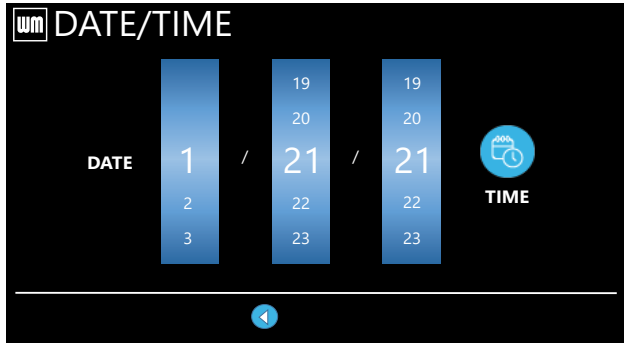 wm DATE/TIME
19 19
20 20
DATE 1 / 21 / 21
2 22 22 TIME
3 23 23